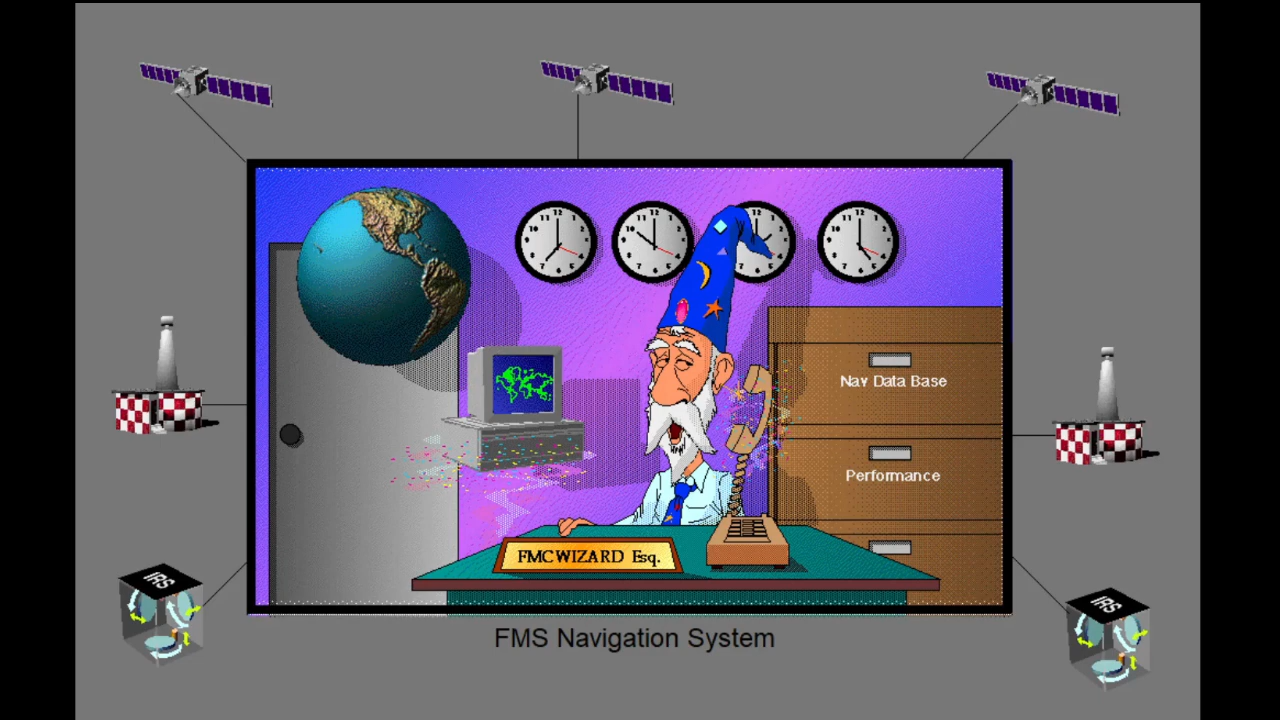 Nav Data Base
Performance
FMCWIZARD Esq.
IRS
IRS
FMS Navigation System